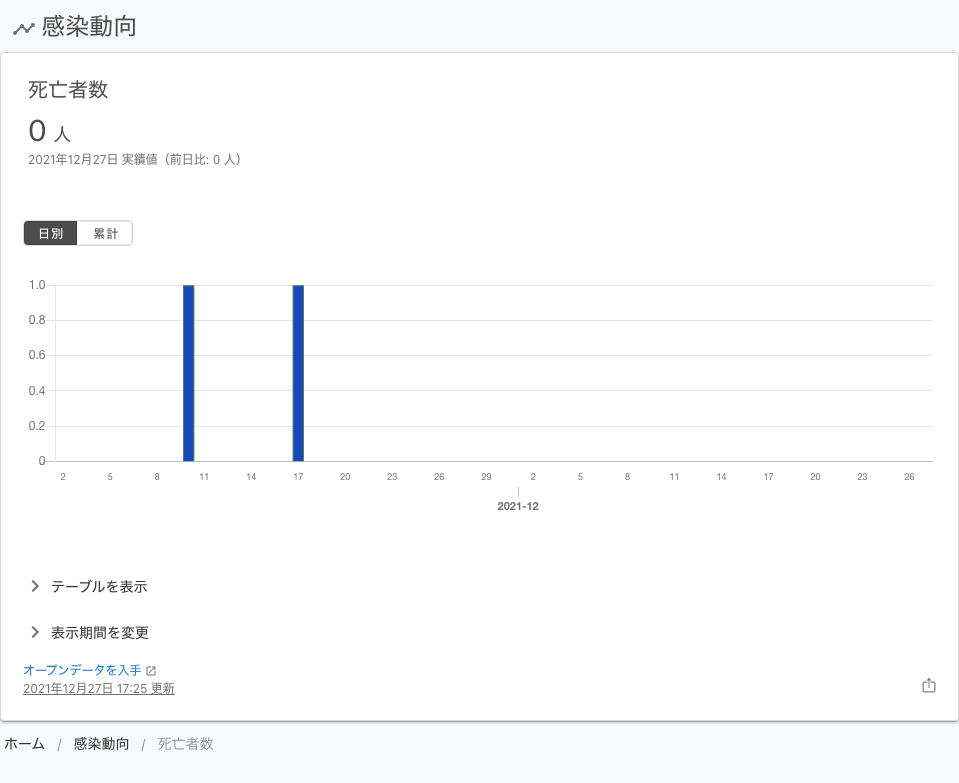 感染動向
死亡者数
0 人
2021年12月27日 実績値（前日比: 0 人）
日別 累計
1.0
0.8
0.6
0.4
0.2
0
2 5 8 11 14 17 20 23 26 29 2 5 8 11 14 17 20 23 26
2021-12
テーブルを表示
表示期間を変更
オープンデータを入手
2021年12月27日 17:25 更新
ホーム / 感染動向 / 死亡者数